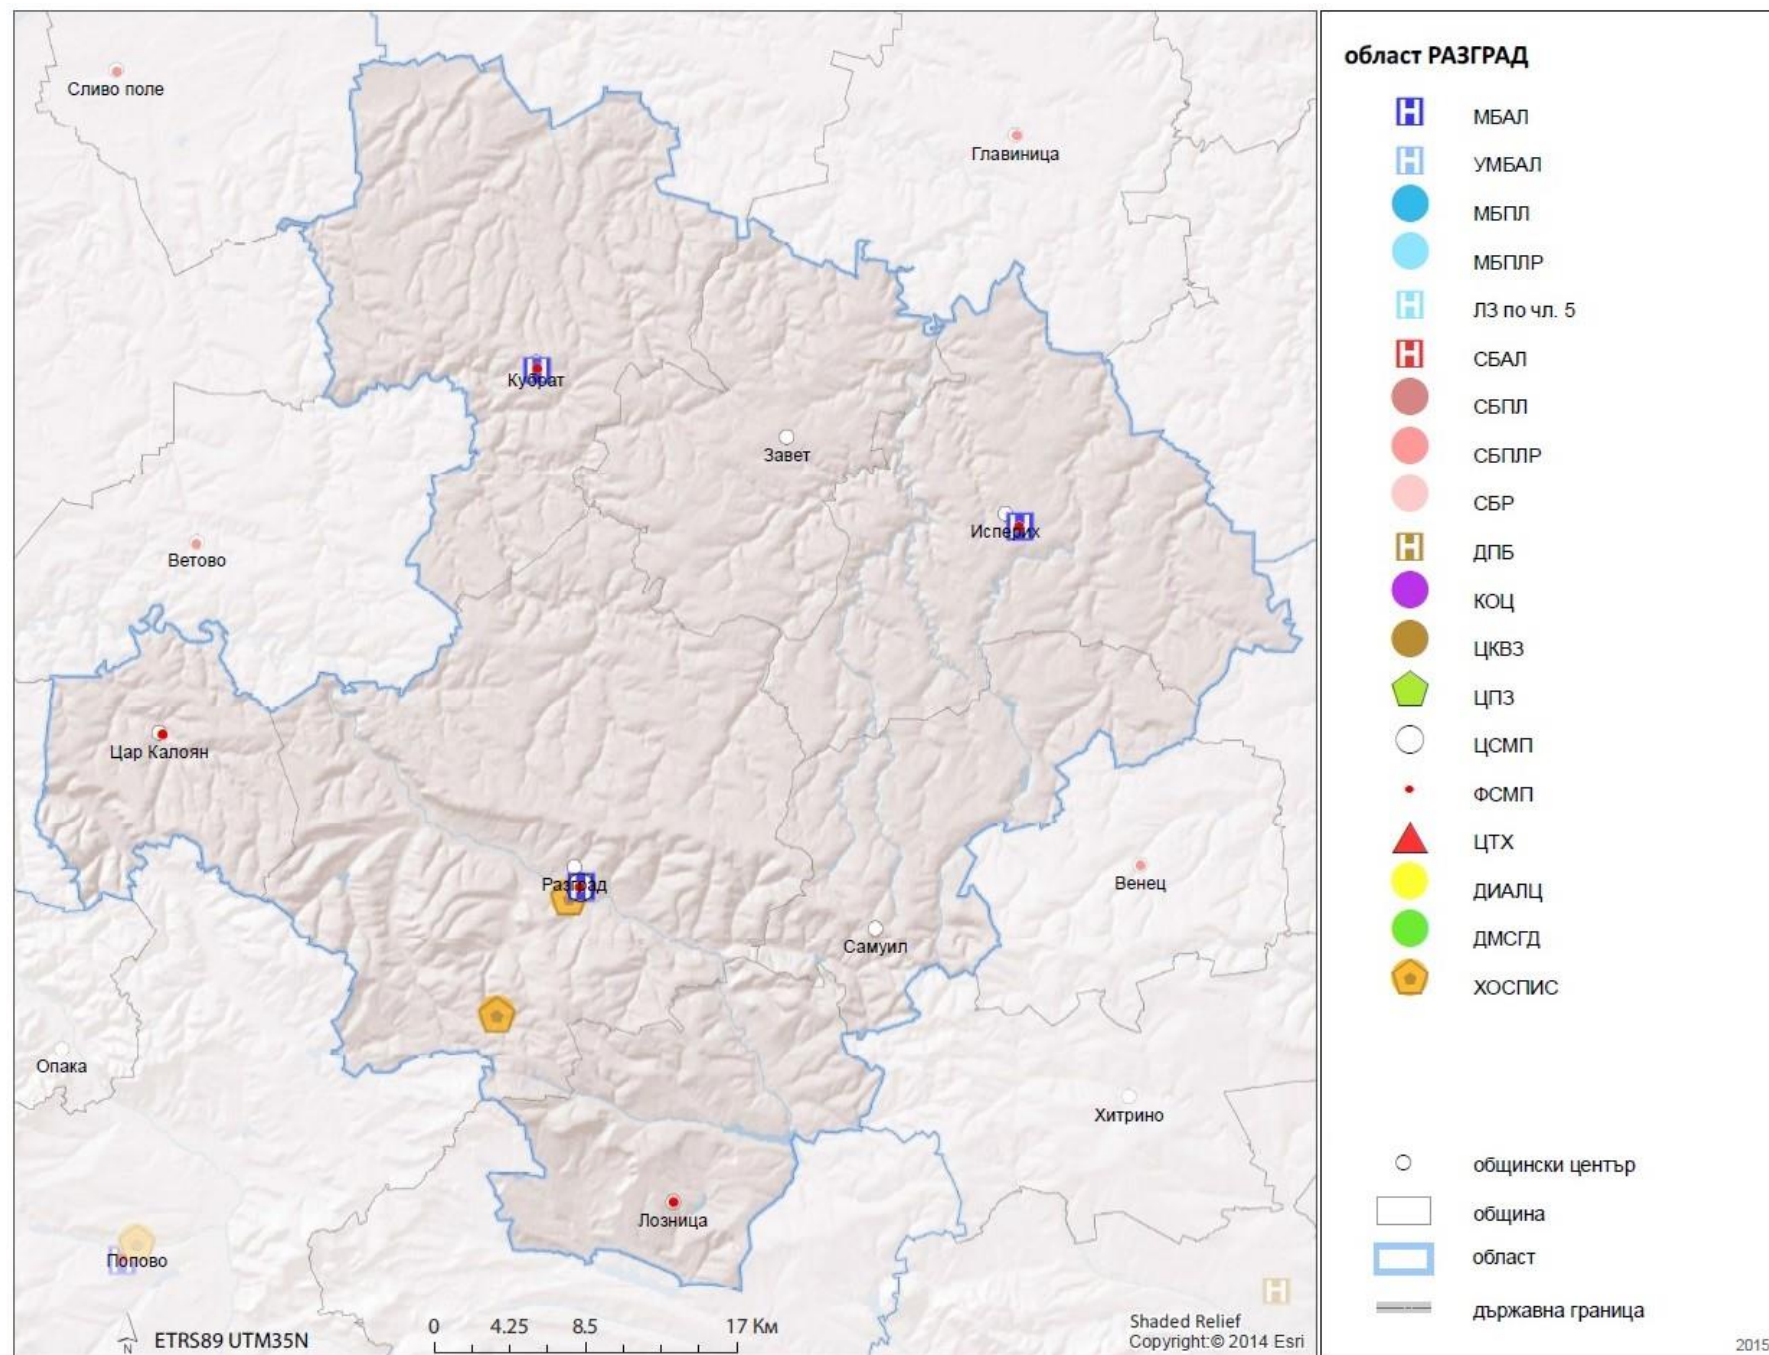 Сливо поле
Главиница
Кубрат
Завет
Исперих
Ветово
Цар Калоян
Разград
Венец
Самуил
Опака
Хитрино
Лозница
Попово
N
ETRS89 UTM35N
0 4.25 8.5 17 Км
Shaded Relief
Copyright:© 2014 Esri
област РАЗГРАД
МБАЛ
УМБАЛ
МБПЛ
МБПЛР
ЛЗ по чл. 5
СБАЛ
СБПЛ
СБПЛР
СБР
ДПБ
КОЦ
ЦКВЗ
ЦПЗ
ЦСМП
ФСМП
ЦТХ
ДИАЛЦ
ДМСГД
ХОСПИС
общински център
община
област
държавна граница
2015